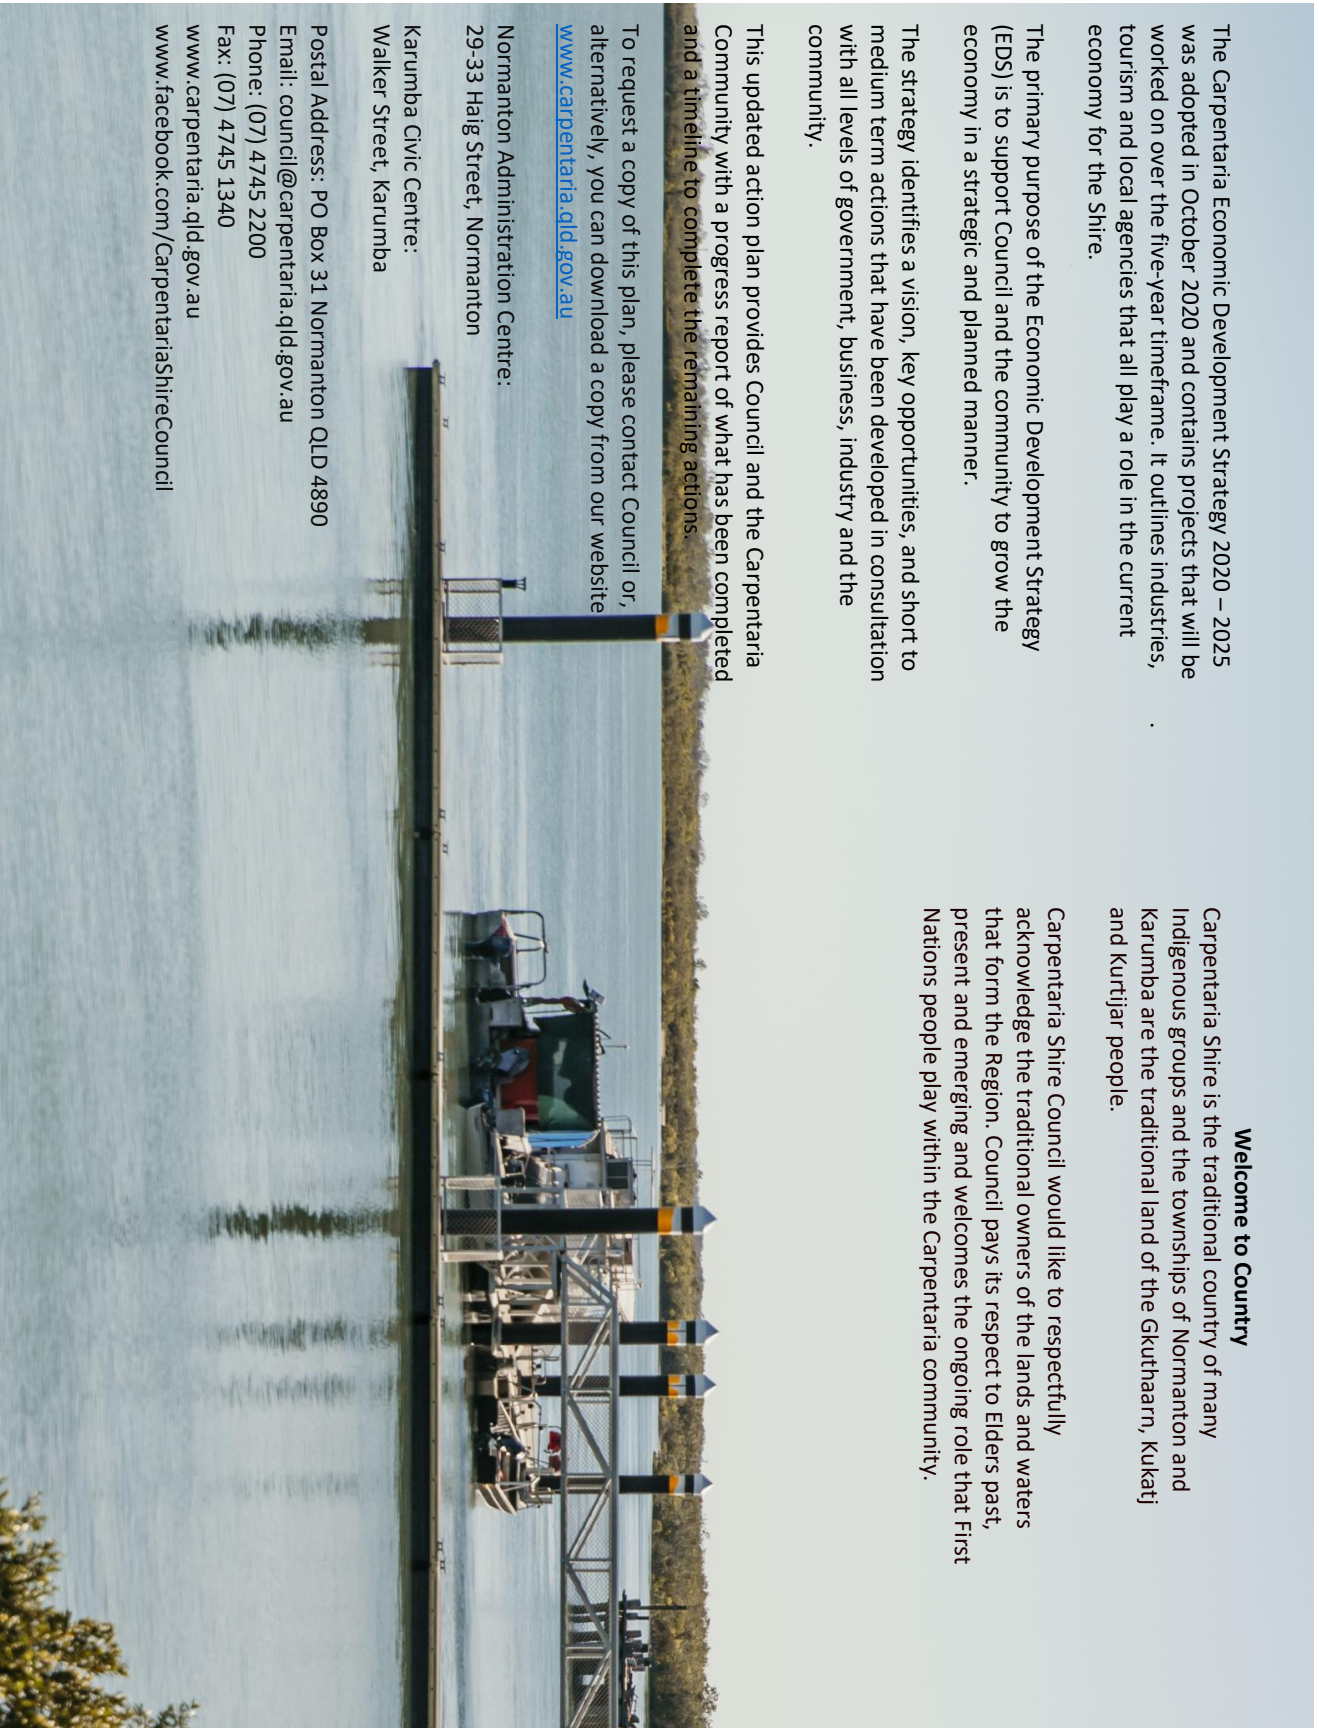 The Carpentaria Economic Development Strategy 2020 – 2025
was adopted in October 2020 and contains projects that will be
worked on over the five-year timeframe. It outlines industries,
tourism and local agencies that all play a role in the current
economy for the Shire.
The primary purpose of the Economic Development Strategy
(EDS) is to support Council and the community to grow the
economy in a strategic and planned manner.
The strategy identifies a vision, key opportunities, and short to
medium term actions that have been developed in consultation
with all levels of government, business, industry and the
community.
This updated action plan provides Council and the Carpentaria
Community with a progress report of what has been completed
and a timeline to complete the remaining actions.
To request a copy of this plan, please contact Council or,
alternatively, you can download a copy from our website
www.carpentaria.qld.gov.au
Normanton Administration Centre:
29-33 Haig Street, Normanton
Karumba Civic Centre:
Walker Street, Karumba
Postal Address: PO Box 31 Normanton QLD 4890
Email: council@carpentaria.qld.gov.au
Phone: (07) 4745 2200
Fax: (07) 4745 1340
www.carpentaria.qld.gov.au
www.facebook.com/CarpentariaShireCouncil
.
Welcome to Country
Carpentaria Shire is the traditional country of many
Indigenous groups and the townships of Normanton and
Karumba are the traditional land of the Gkuthaarn, Kukatj
and Kurtijar people.
Carpentaria Shire Council would like to respectfully
acknowledge the traditional owners of the lands and waters
that form the Region. Council pays its respect to Elders past,
present and emerging and welcomes the ongoing role that First
Nations people play within the Carpentaria community.